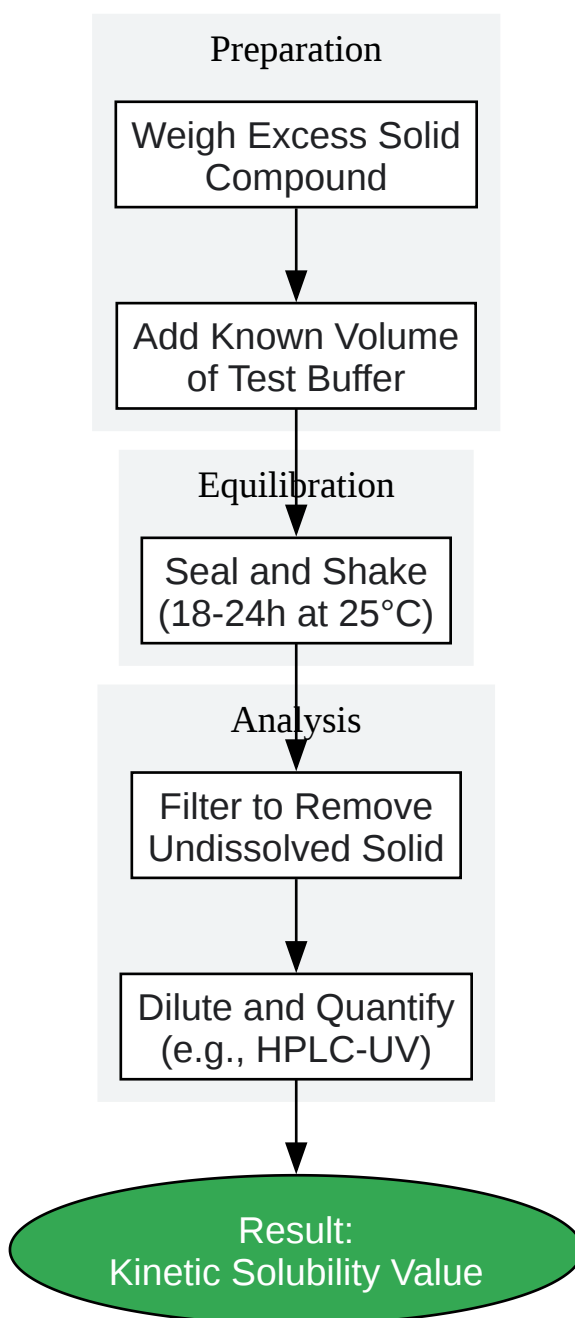 Preparation
Weigh Excess Solid
Compound
Add Known Volume
of Test Buffer
Equilibration
Seal and Shake
(18-24h at 25°C)
Analysis
Filter to Remove
Undissolved Solid
Dilute and Quantify
(e.g., HPLC-UV)
Result:
Kinetic Solubility Value